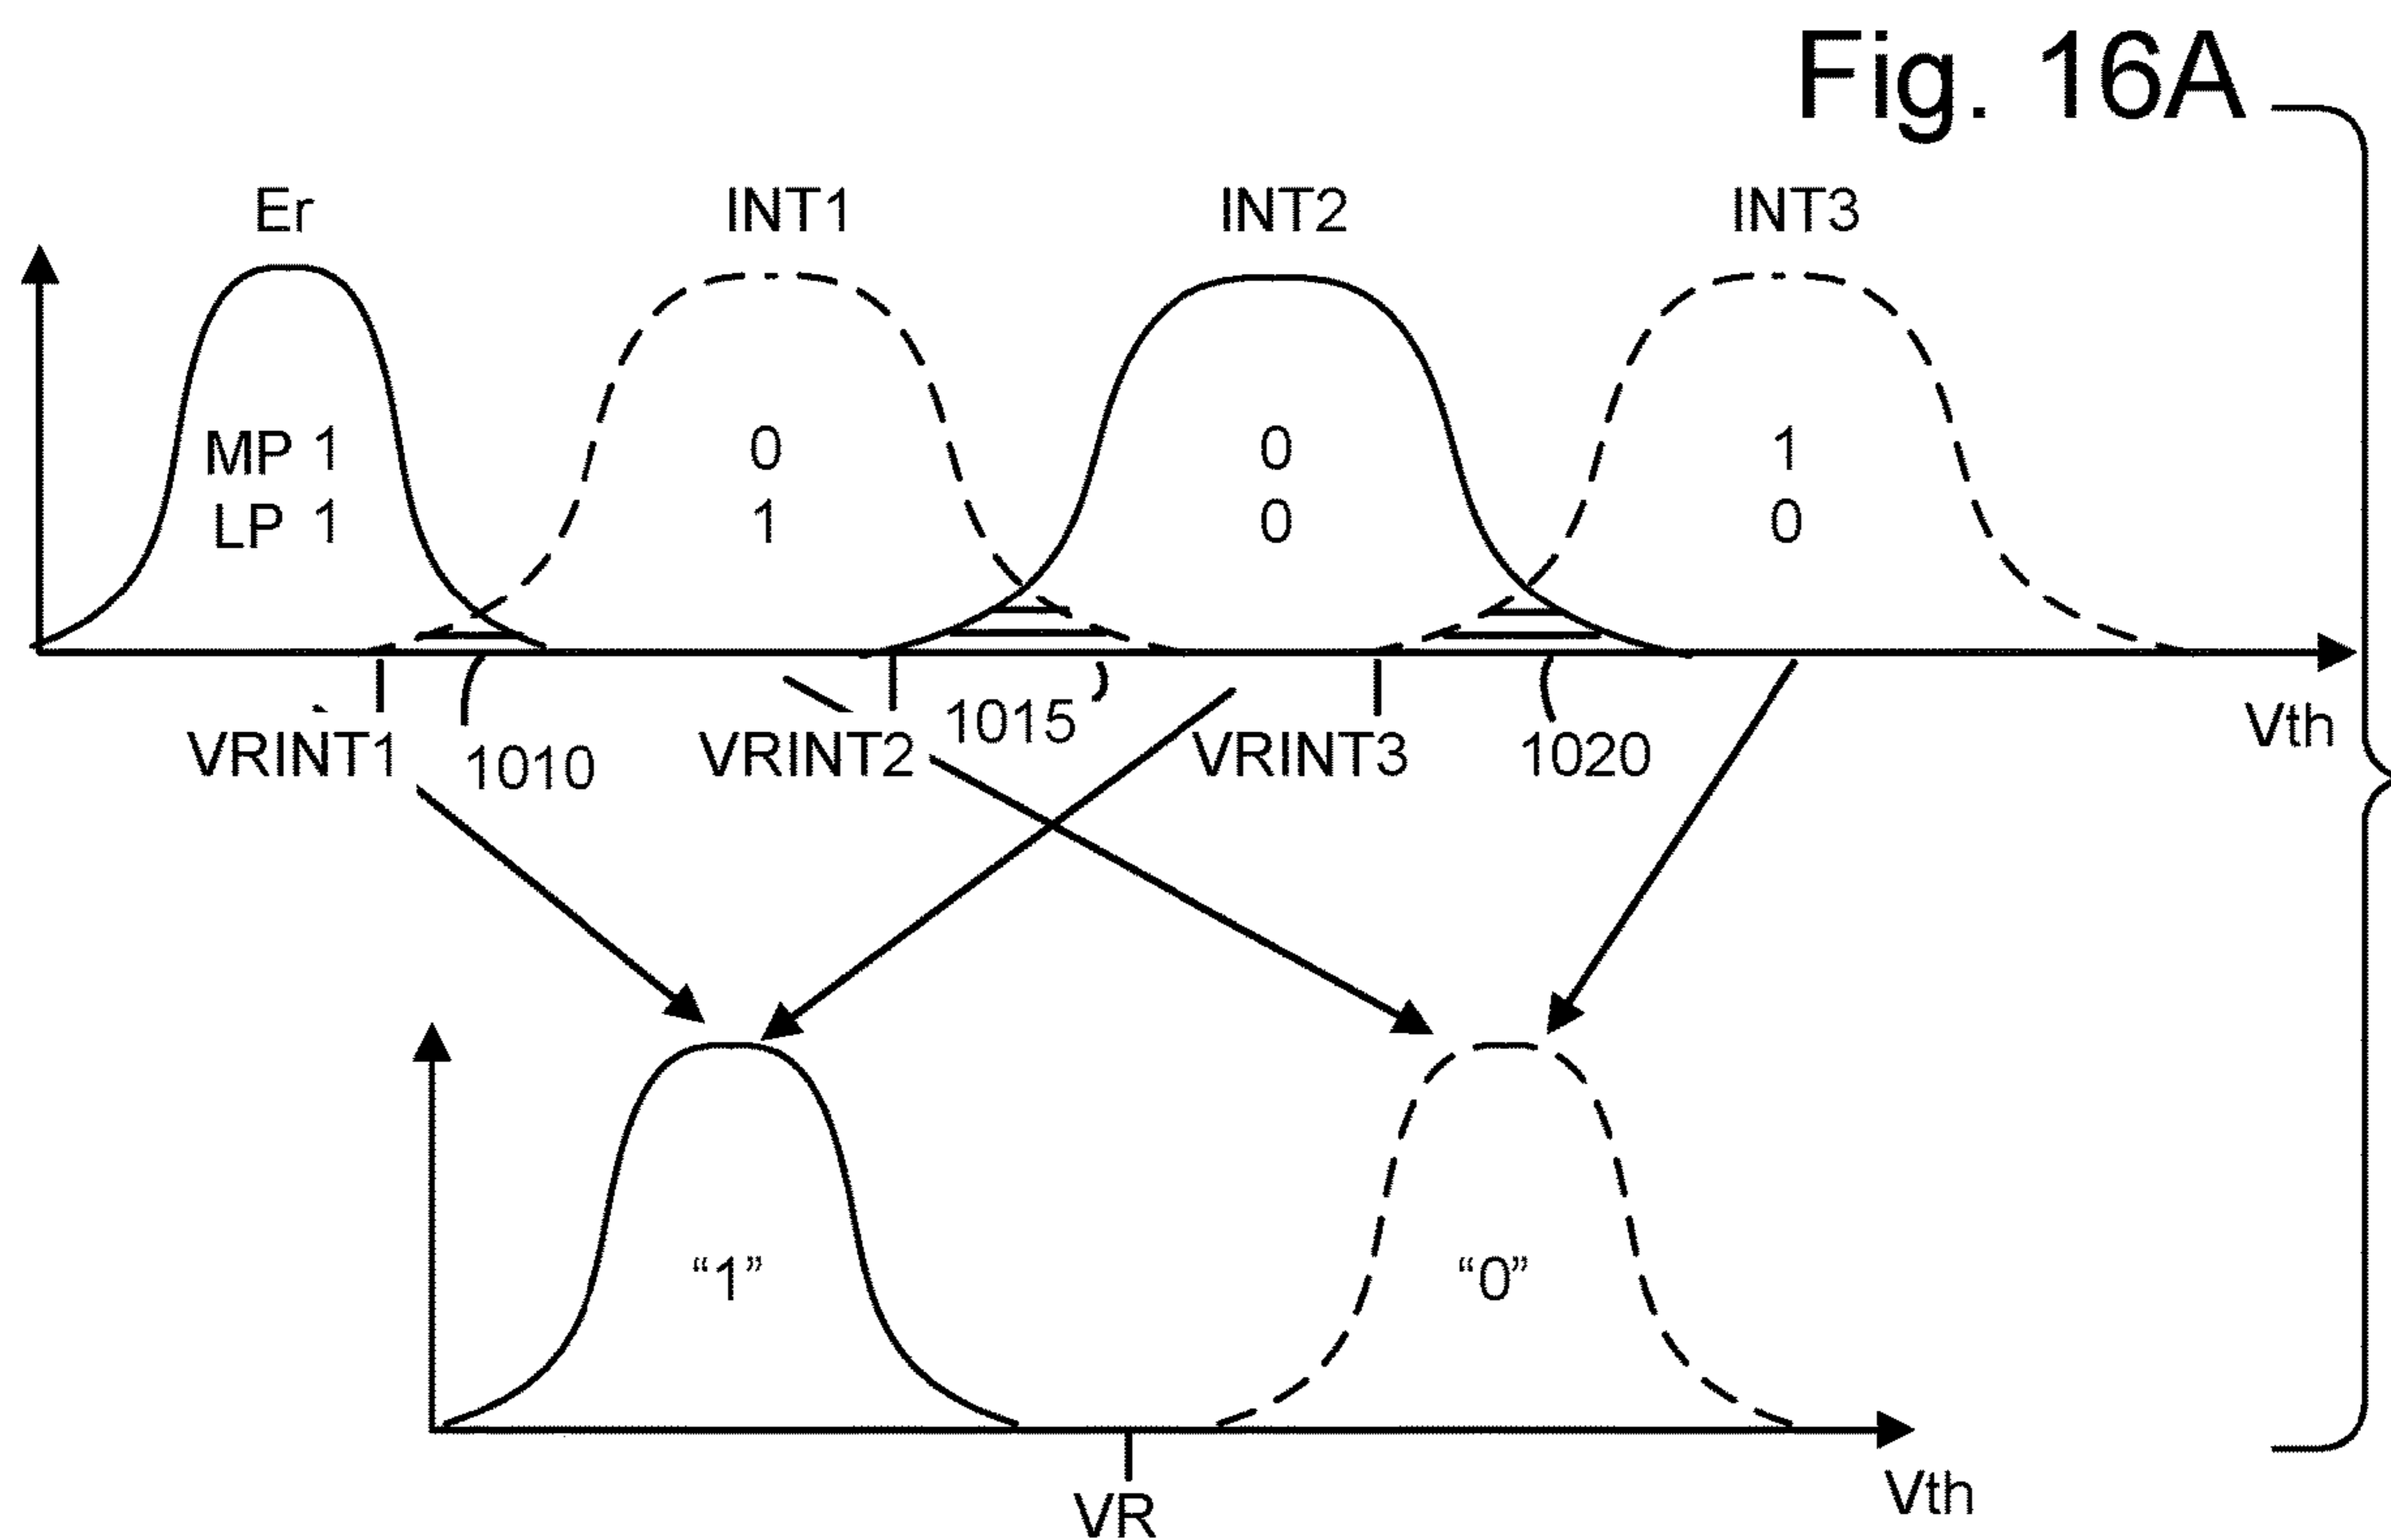 Fig. 16A
Er INT1 INT2 INT3
MP 1 0 0 1
LP 1 1 0 0
VRINT1 1010 VRINT2 1015 VRINT3 1020 Vth
“1” “0”
VR Vth